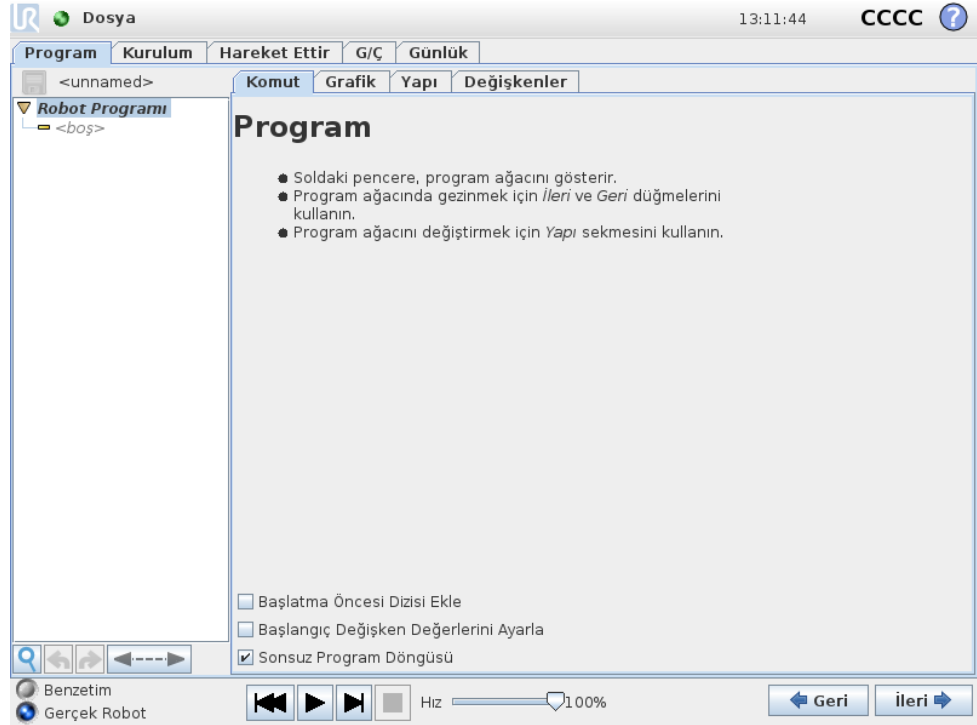 UR Dosya 13:11:44 CCCC ?
Program Kurulum Hareket Ettir G/Ç Günlük
<unnamed>
Komut Grafik Yapı Değişkenler
Robot Programı
<boş>
Program
Soldaki pencere, program ağacını gösterir.
Program ağacında gezinmek için İleri ve Geri düğmelerini
kullanın.
Program ağacını değiştirmek için Yapı sekmesini kullanın.
Başlatma Öncesi Dizisi Ekle
Başlangıç Değişken Değerlerini Ayarla
Sonsuz Program Döngüsü
Benzetim
Gerçek Robot
Hız 100%
Geri İleri